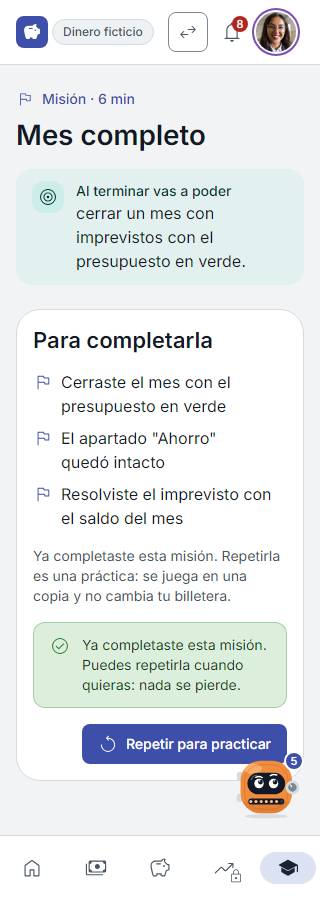 Dinero ficticio
8
Misión · 6 min
Mes completo
Al terminar vas a poder
cerrar un mes con
imprevistos con el
presupuesto en verde.
Para completarla
Cerraste el mes con el
presupuesto en verde
El apartado "Ahorro"
quedó intacto
Resolviste el imprevisto con
el saldo del mes
Ya completaste esta misión. Repetirla
es una práctica: se juega en una
copia y no cambia tu billetera.
Ya completaste esta misión.
Puedes repetirla cuando
quieras: nada se pierde.
Repetir para practicar
5